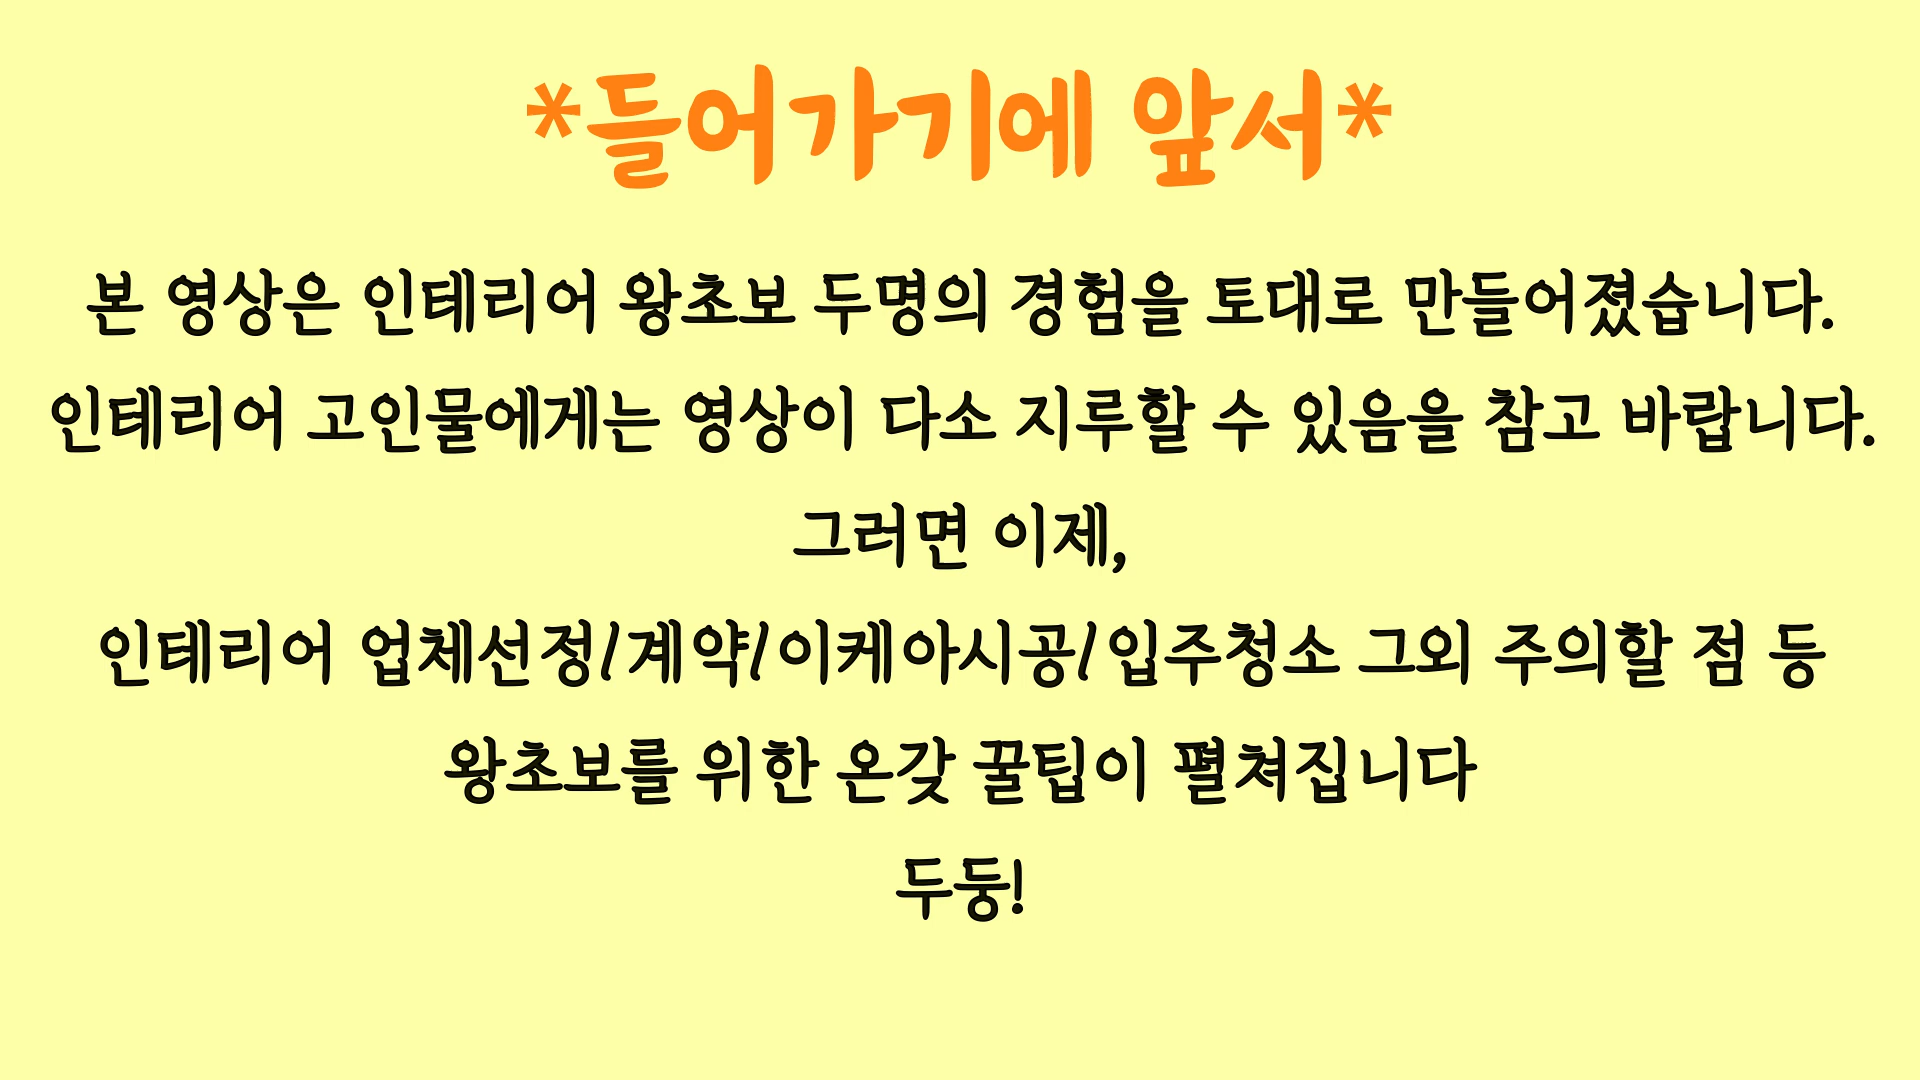 *들어가기에 앞서*
본 영상은 인테리어 왕초보 두명의 경험을 토대로 만들어졌습니다.
인테리어 고인물에게는 영상이 다소 지루할 수 있음을 참고 바랍니다.
그러면 이제,
인테리어 업체선정/계약/이케아시공/입주청소 그외 주의할 점 등
왕초보를 위한 온갖 꿀팁이 펼쳐집니다
두둥!